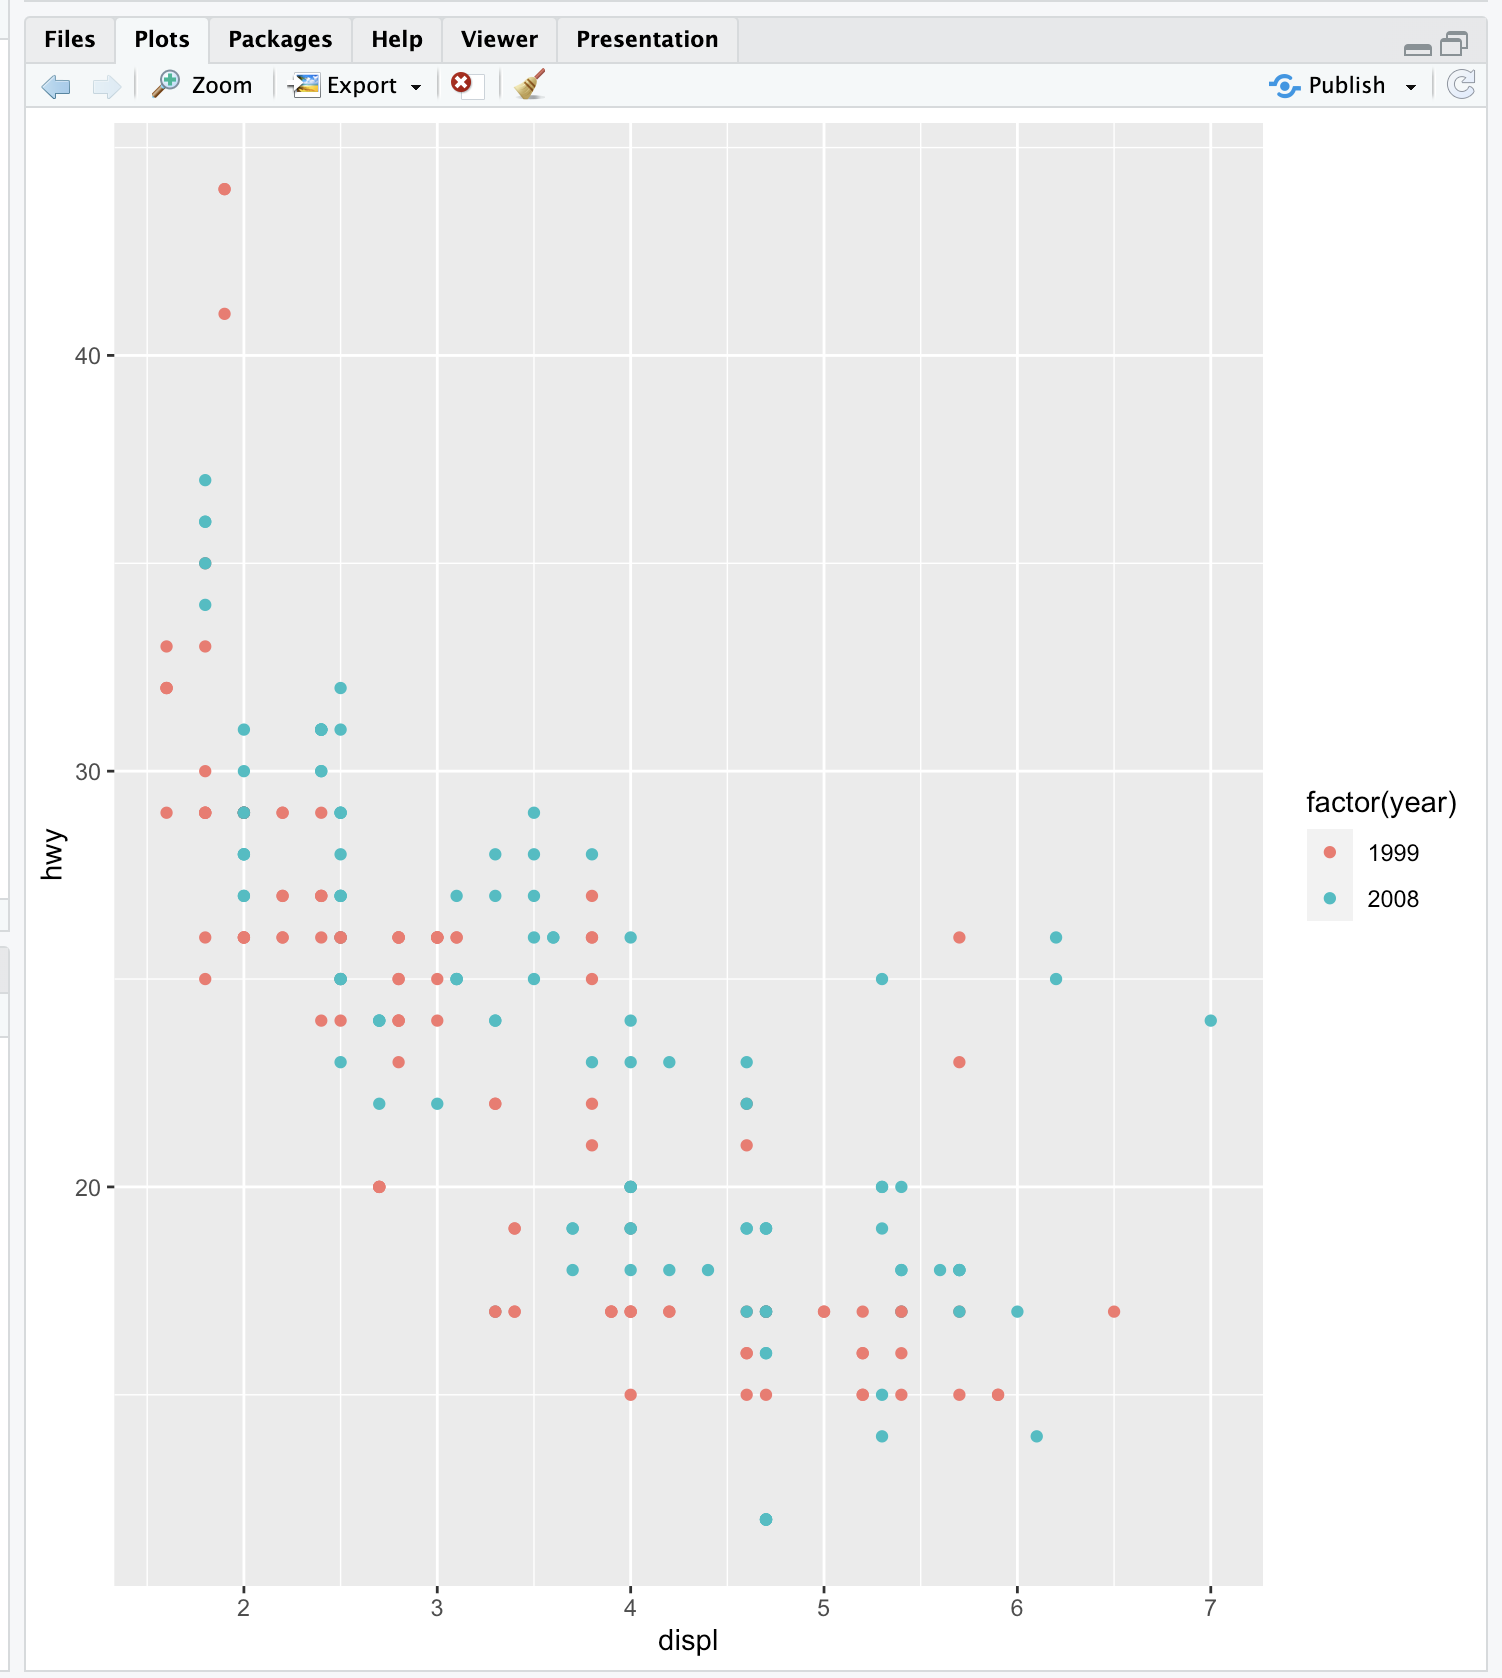 Files Plots Packages Help Viewer Presentation
Zoom Export Publish
40
30
20
hwy
2 3 4 5 6 7
displ
factor(year)
1999
2008